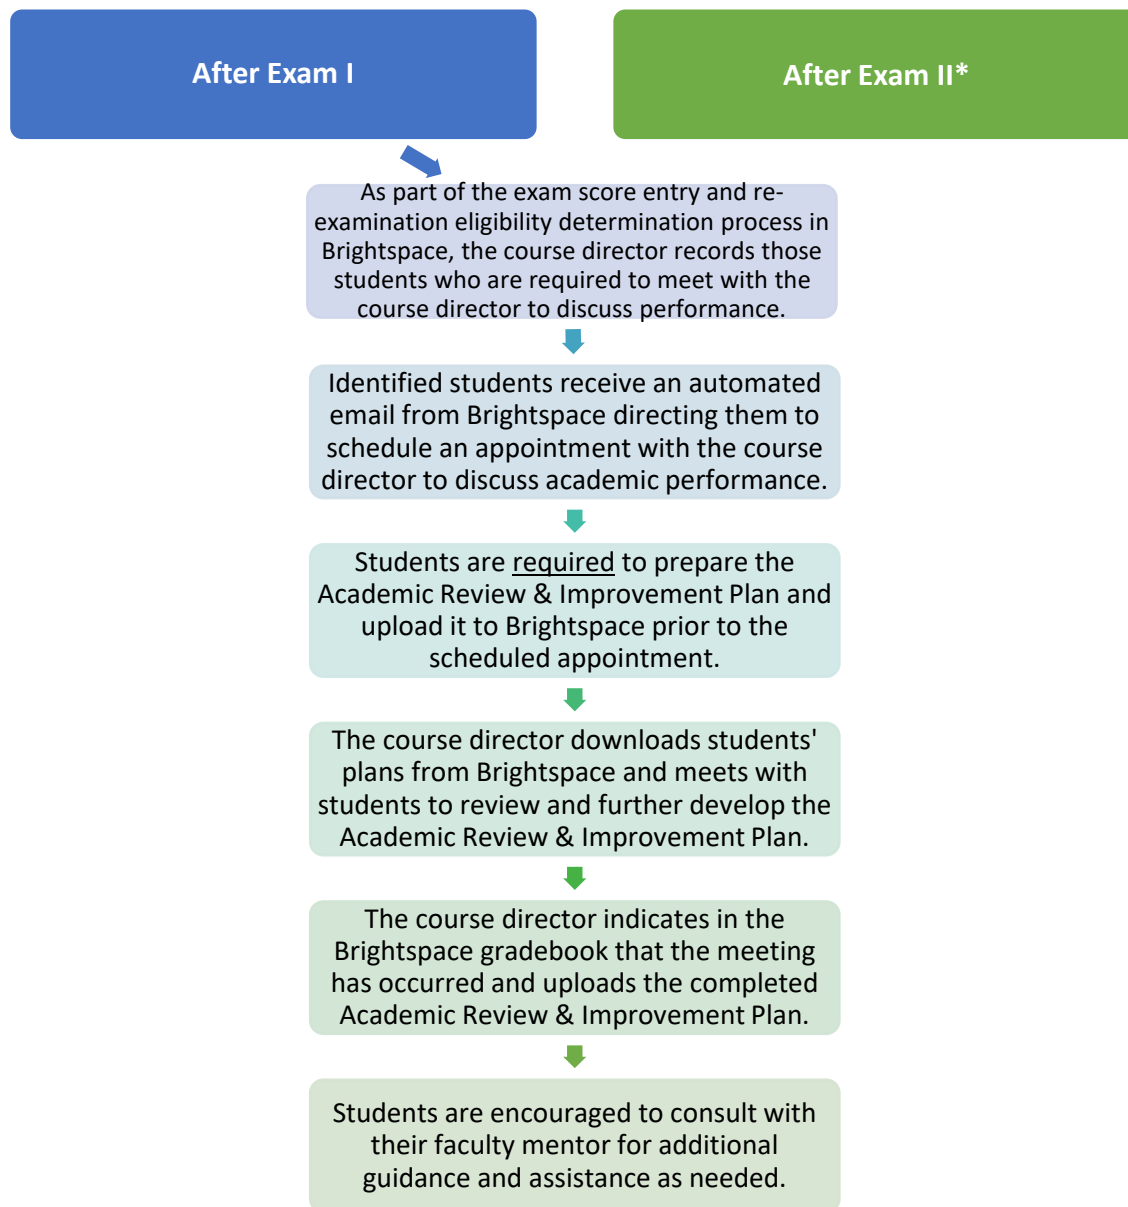 After Exam I
After Exam II*
As part of the exam score entry and re-
examination eligibility determination process in
Brightspace, the course director records those
students who are required to meet with the
course director to discuss performance.
Identified students receive an automated
email from Brightspace directing them to
schedule an appointment with the course
director to discuss academic performance.
Students are required to prepare the
Academic Review & Improvement Plan and
upload it to Brightspace prior to the
scheduled appointment.
The course director downloads students'
plans from Brightspace and meets with
students to review and further develop the
Academic Review & Improvement Plan.
The course director indicates in the
Brightspace gradebook that the meeting
has occurred and uploads the completed
Academic Review & Improvement Plan.
Students are encouraged to consult with
their faculty mentor for additional
guidance and assistance as needed.